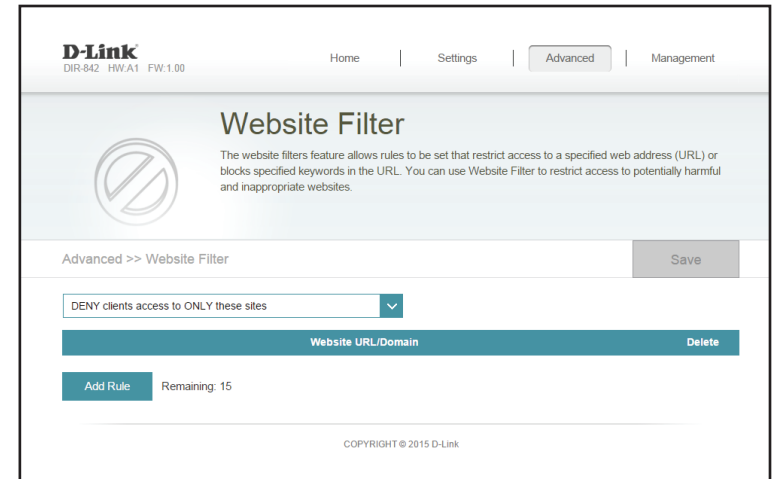 D-Link
DIR-842 HW:A1 FW:1.00
Home
Settings
Advanced
Management
Website Filter
The website filters feature allows rules to be set that restrict access to a specified web address (URL) or
blocks specified keywords in the URL. You can use Website Filter to restrict access to potentially harmful
and inappropriate websites.
Advanced >> Website Filter
Save
DENY clients access to ONLY these sites
Website URL/Domain
Delete
Add Rule
Remaining: 15
COPYRIGHT © 2015 D-Link